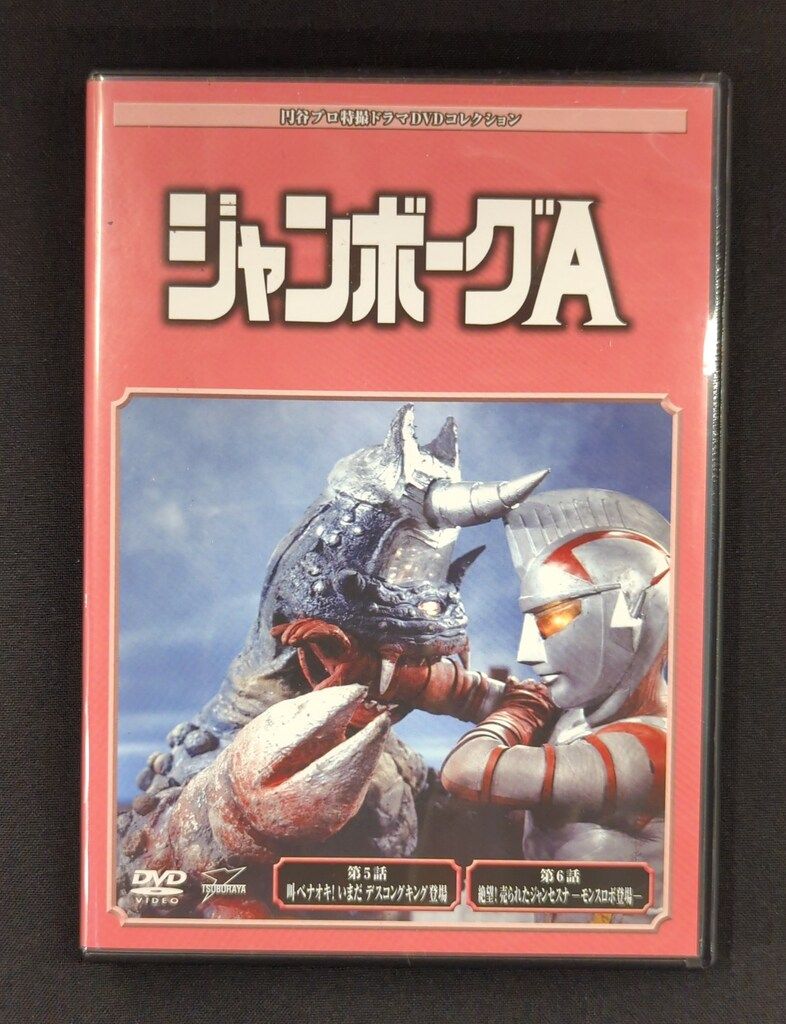 円谷プロ特撮ドラマDVDコレクション
ジャンボーグA
DVD
VIDEO
TSUBURAYA
第5話
叫べナオキ!いまだ デスコングキング登場
第6話
絶望!売られたジャンセスナ ―モンスロボ登場―